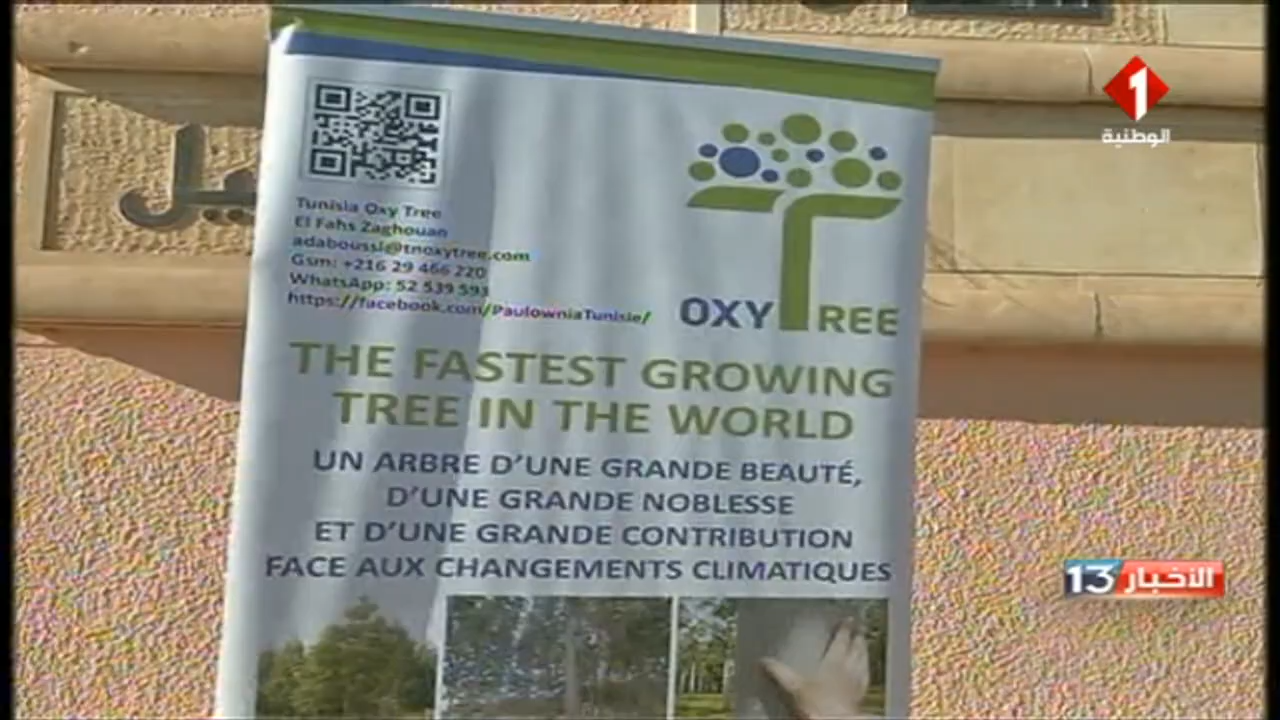 1
الوطنية
Tunisia Oxy Tree
El Fahs Zaghouan
adaboussi@tnoxytree.com
Gsm: +216 29 466 220
WhatsApp: 52 539 593
https://facebook.com/PaulowniaTunisie/
OXYTREE
THE FASTEST GROWING
TREE IN THE WORLD
UN ARBRE D'UNE GRANDE BEAUTÉ,
D'UNE GRANDE NOBLESSE
ET D'UNE GRANDE CONTRIBUTION
FACE AUX CHANGEMENTS CLIMATIQUES
الأخبار 13